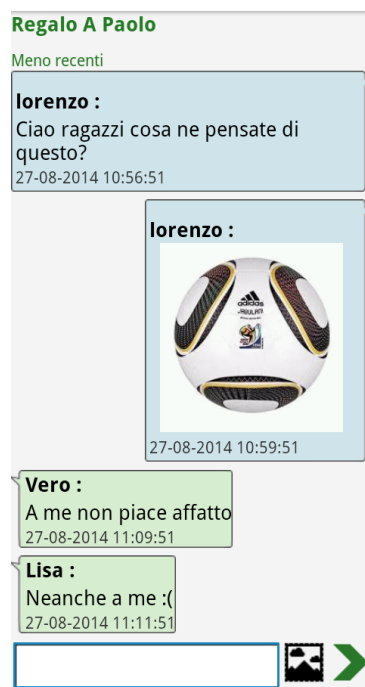 Regalo A Paolo
Meno recenti
lorenzo :
Ciao ragazzi cosa ne pensate di
questo?
27-08-2014 10:56:51
lorenzo :
adidas
JABULANI
27-08-2014 10:59:51
Vero :
A me non piace affatto
27-08-2014 11:09:51
Lisa :
Neanche a me :(
27-08-2014 11:11:51